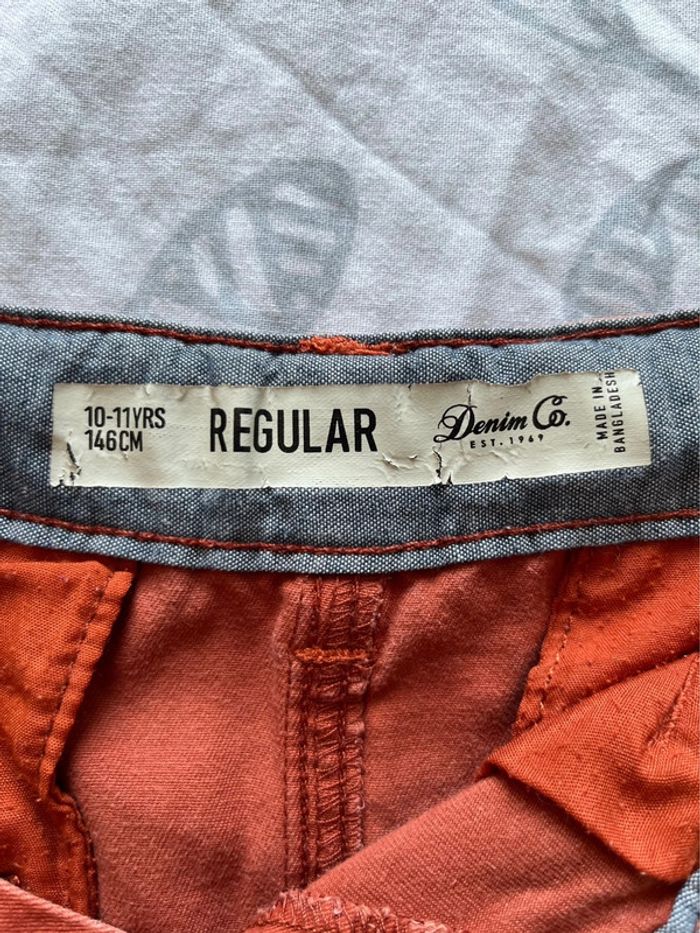 10-11YRS
146CM
REGULAR
Denim Co.
EST. 1969
MADE IN
BANGLADESH